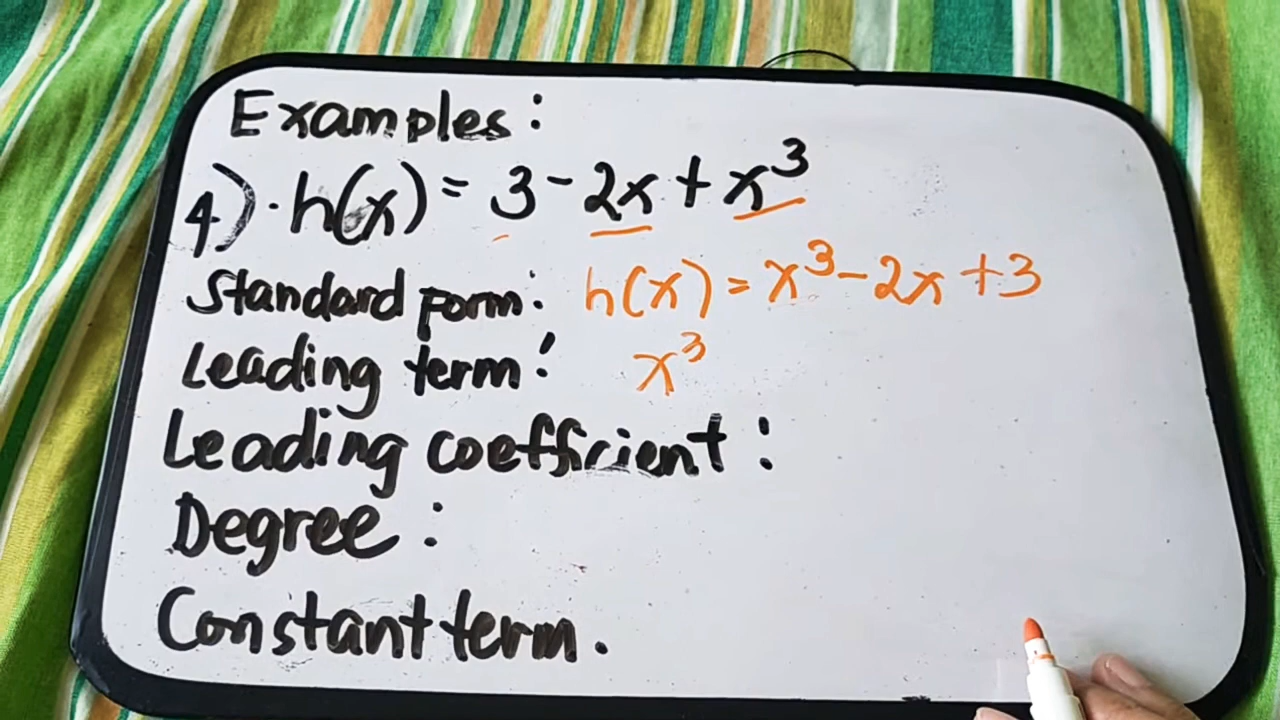 Examples:
4). h(x) = 3 - 2x + x³
Standard form: h(x) = x³ - 2x + 3
Leading term: x³
Leading coefficient:
Degree:
Constant term.